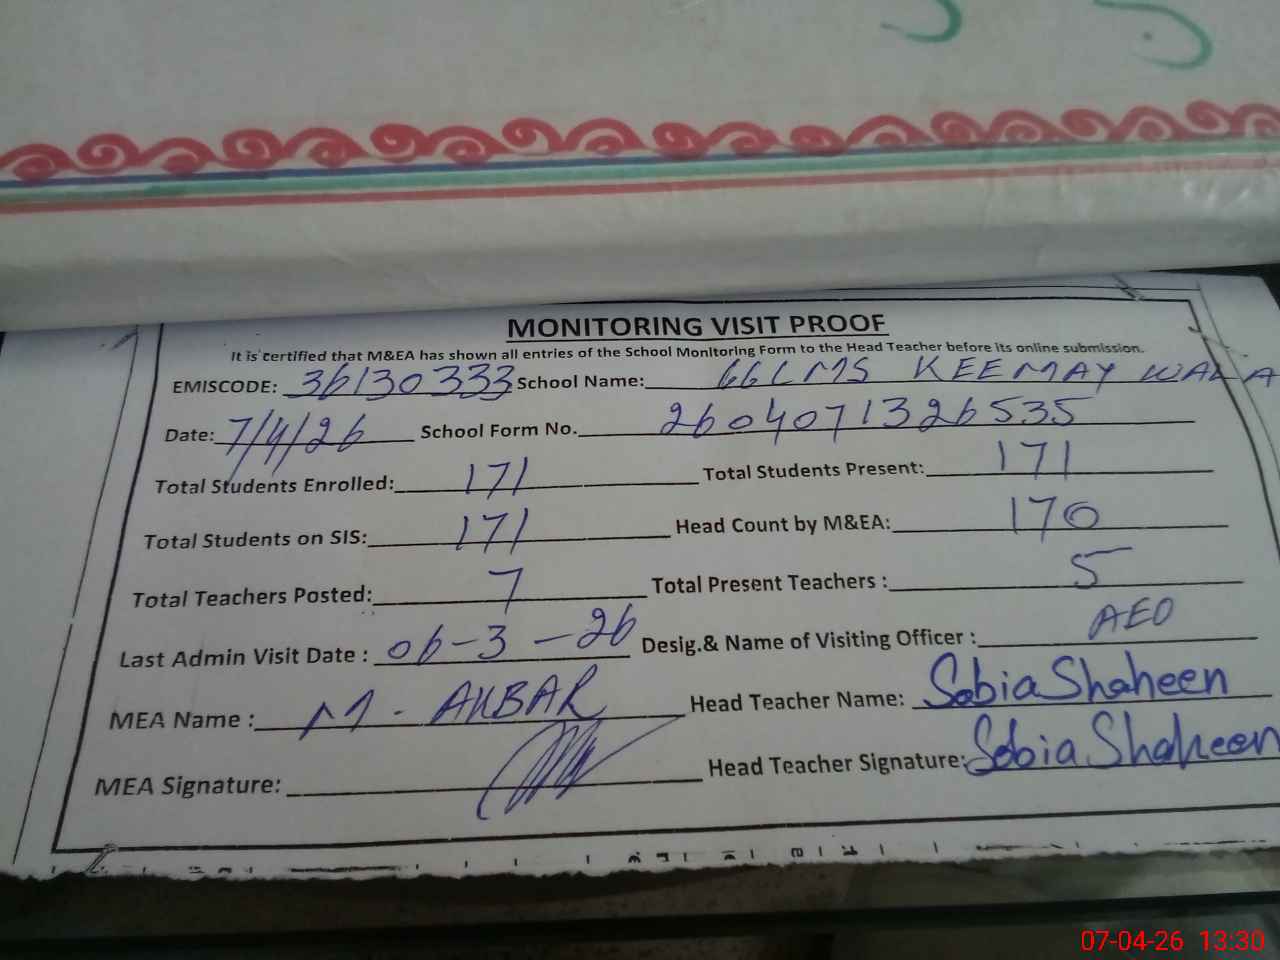 MONITORING VISIT PROOF
It is certified that M&EA has shown all entries of the School Monitoring Form to the Head Teacher before its online submission.
EMISCODE: 36130333 School Name: GGCMS KEEMAY WALA
Date: 7/4/26 School Form No. 2604071326535
Total Students Enrolled: 171 Total Students Present: 171
Total Students on SIS: 171 Head Count by M&EA: 170
Total Teachers Posted: 7 Total Present Teachers : 5
Last Admin Visit Date : 06-3-26 Desig.& Name of Visiting Officer : AEO
MEA Name : M. AKBAR Head Teacher Name: Sobia Shaheen
MEA Signature: Head Teacher Signature: Sobia Shaheen
07-04-26 13:30